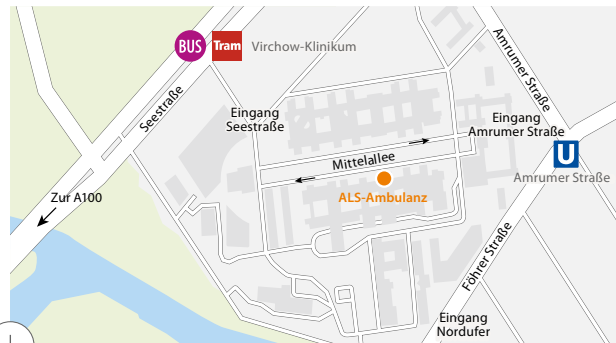 BUS
Tram
Virchow-Klinikum
Amrumer Straße
Seestraße
Eingang
Seestraße
Eingang
Amrumer Straße
Mittelallee
U
Amrumer Straße
Zur A100
ALS-Ambulanz
Föhrer Straße
Eingang
Nordufer